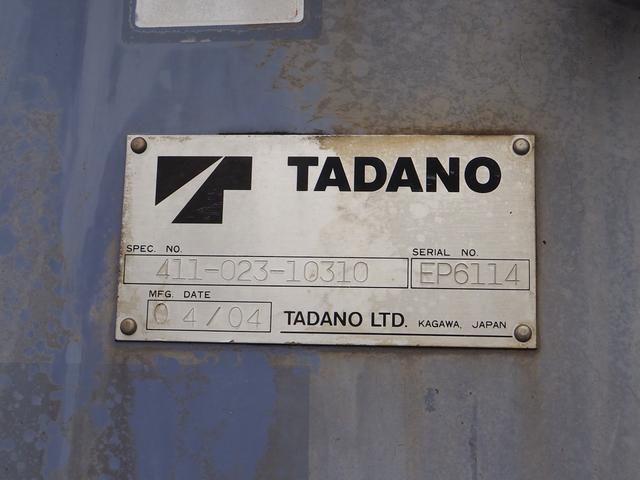 TADANO
SPEC. NO.
SERIAL NO.
411-023-10310
EP6114
MFG. DATE
04/04
TADANO LTD. KAGAWA, JAPAN